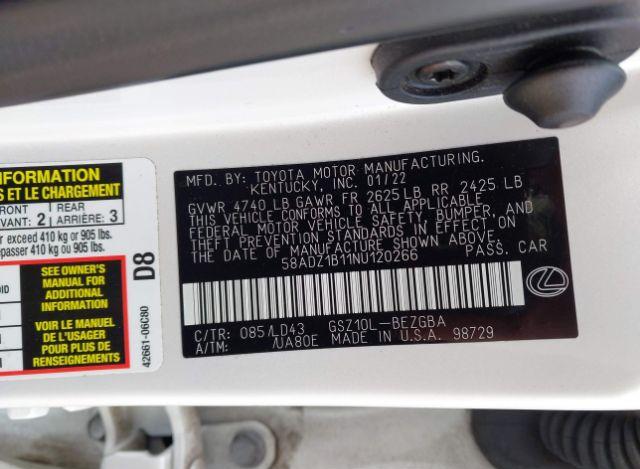 INFORMATION
S ET LE CHARGEMENT
FRONT
VANT: 2
REAR
ARRIÈRE: 3
exceed 410 kg or 905 lbs.
passer 410 kg ou 905 lbs.
SEE OWNER'S
MANUAL FOR
ADDITIONAL
INFORMATION
VOIR LE MANUEL
DE L'USAGER
POUR PLUS DE
RENSEIGNEMENTS
D8
42661-06C80
MFD. BY: TOYOTA MOTOR MANUFACTURING.
KENTUCKY, INC. 01/22
GVWR 4740 LB GAWR FR 2625 LB RR 2425 LB
THIS VEHICLE CONFORMS TO ALL APPLICABLE
FEDERAL MOTOR VEHICLE SAFETY, BUMPER, AND
THEFT PREVENTION STANDARDS IN EFFECT ON
THE DATE OF MANUFACTURE SHOWN ABOVE.
58ADZ1B11NU120266 PASS. CAR
C/TR: 085/LD43 GSZ10L-BEZGBA
A/TM: /UA80E MADE IN U.S.A. 98729